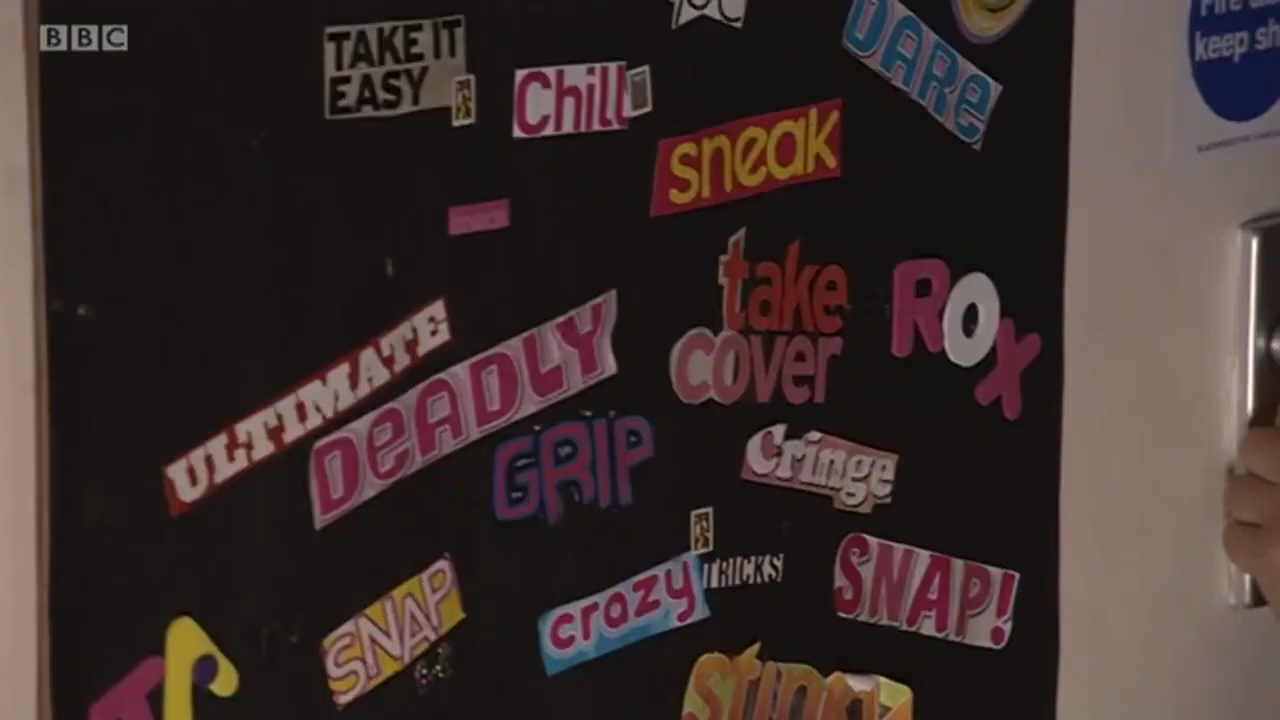 BBC
TAKE IT
EASY
Chill
DARE
keep sh
sneak
take
cover
ROX
ULTIMATE
DEADLY
GRIP
Cringe
TRICKS
SNAP!
crazy
SNAP